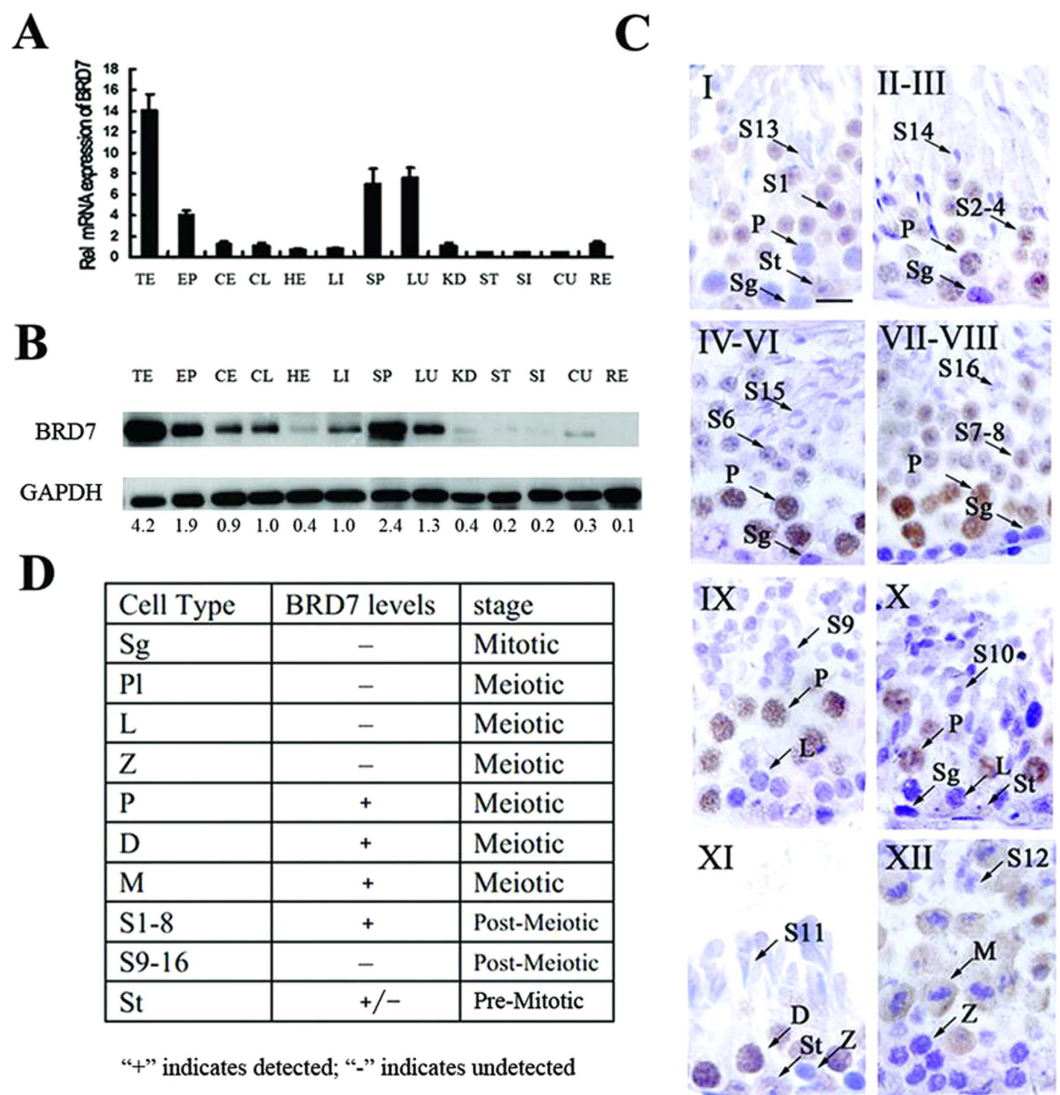 A
Rel mRNA expression of BRD7
18
16
14
12
10
8
6
4
2
0
TE EP CE CL HE LI SP LU KD ST SI CU RE
B
TE EP CE CL HE LI SP LU KD ST SI CU RE
BRD7
GAPDH
4.2 1.9 0.9 1.0 0.4 1.0 2.4 1.3 0.4 0.2 0.2 0.3 0.1
D
Cell Type BRD7 levels stage
Sg – Mitotic
Pl – Meiotic
L – Meiotic
Z – Meiotic
P + Meiotic
D + Meiotic
M + Meiotic
S1-8 + Post-Meiotic
S9-16 – Post-Meiotic
St +/– Pre-Mitotic
“+” indicates detected; “-” indicates undetected
C
I
S13
S1
P
St
Sg
II-III
S14
S2-4
P
Sg
IV-VI
S15
S6
P
Sg
VII-VIII
S16
S7-8
P
Sg
IX
S9
P
L
X
S10
P
Sg
L
St
XI
S11
D
St
Z
XII
S12
M
Z